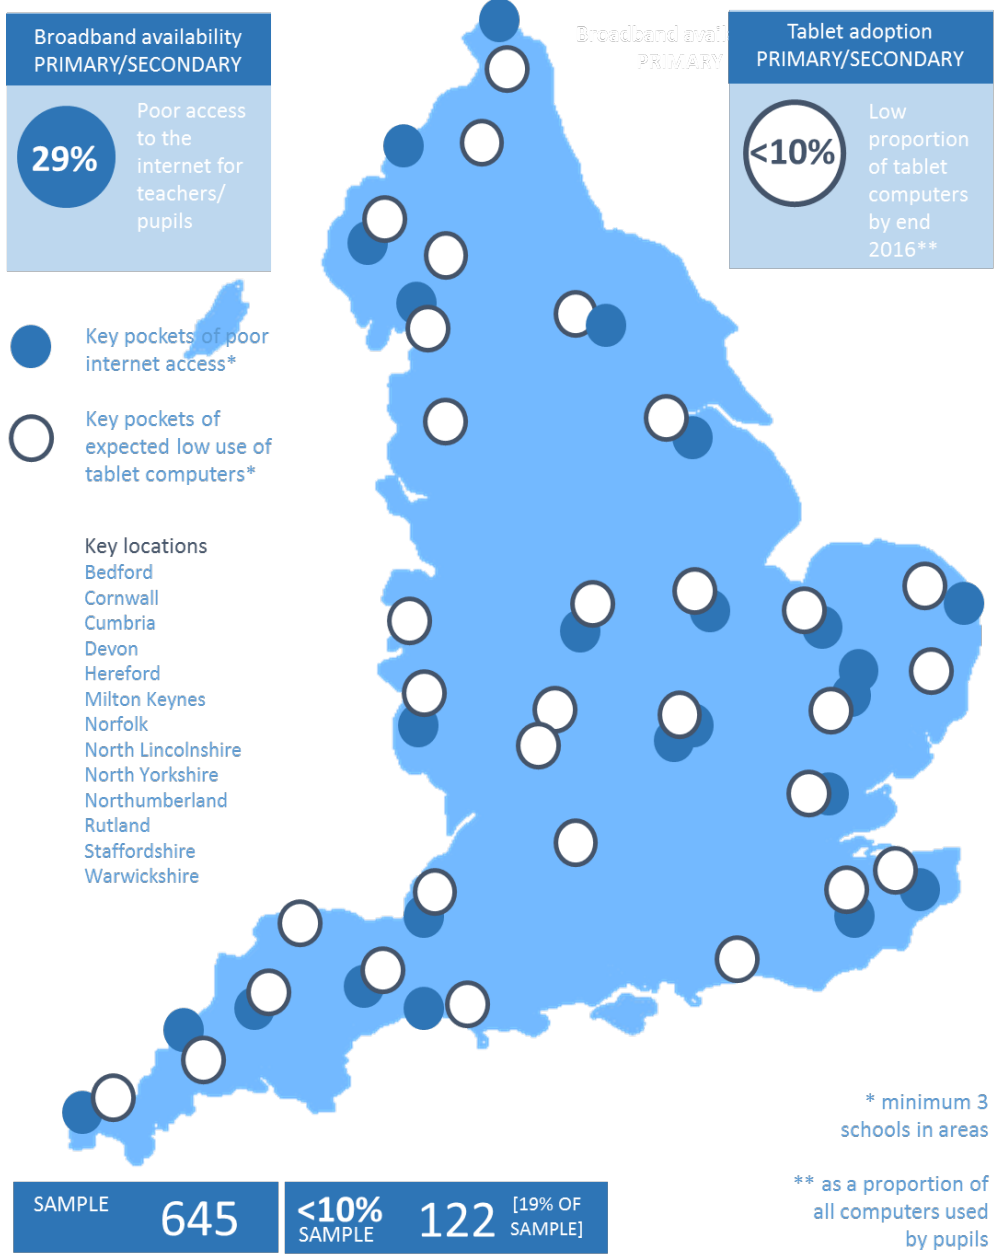 Broadband availability
PRIMARY/SECONDARY
29%
Poor access
to the
internet for
teachers/
pupils
Broadband avail
PRIMARY
Tablet adoption
PRIMARY/SECONDARY
<10%
Low
proportion
of tablet
computers
by end
2016**
Key pockets of poor
internet access*
Key pockets of
expected low use of
tablet computers*
Key locations
Bedford
Cornwall
Cumbria
Devon
Hereford
Milton Keynes
Norfolk
North Lincolnshire
North Yorkshire
Northumberland
Rutland
Staffordshire
Warwickshire
* minimum 3
schools in areas
** as a proportion of
all computers used
by pupils
SAMPLE
645
<10%
SAMPLE
122
[19% OF
SAMPLE]